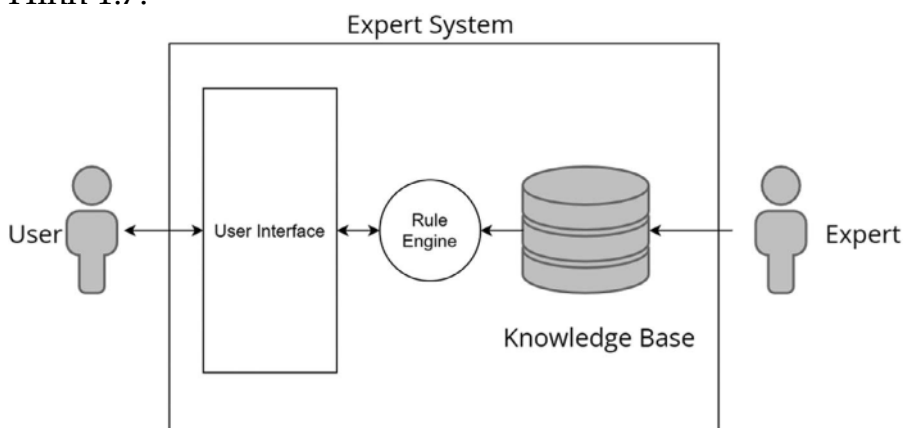 Expert System
User
User Interface
Rule
Engine
Expert
Knowledge Base